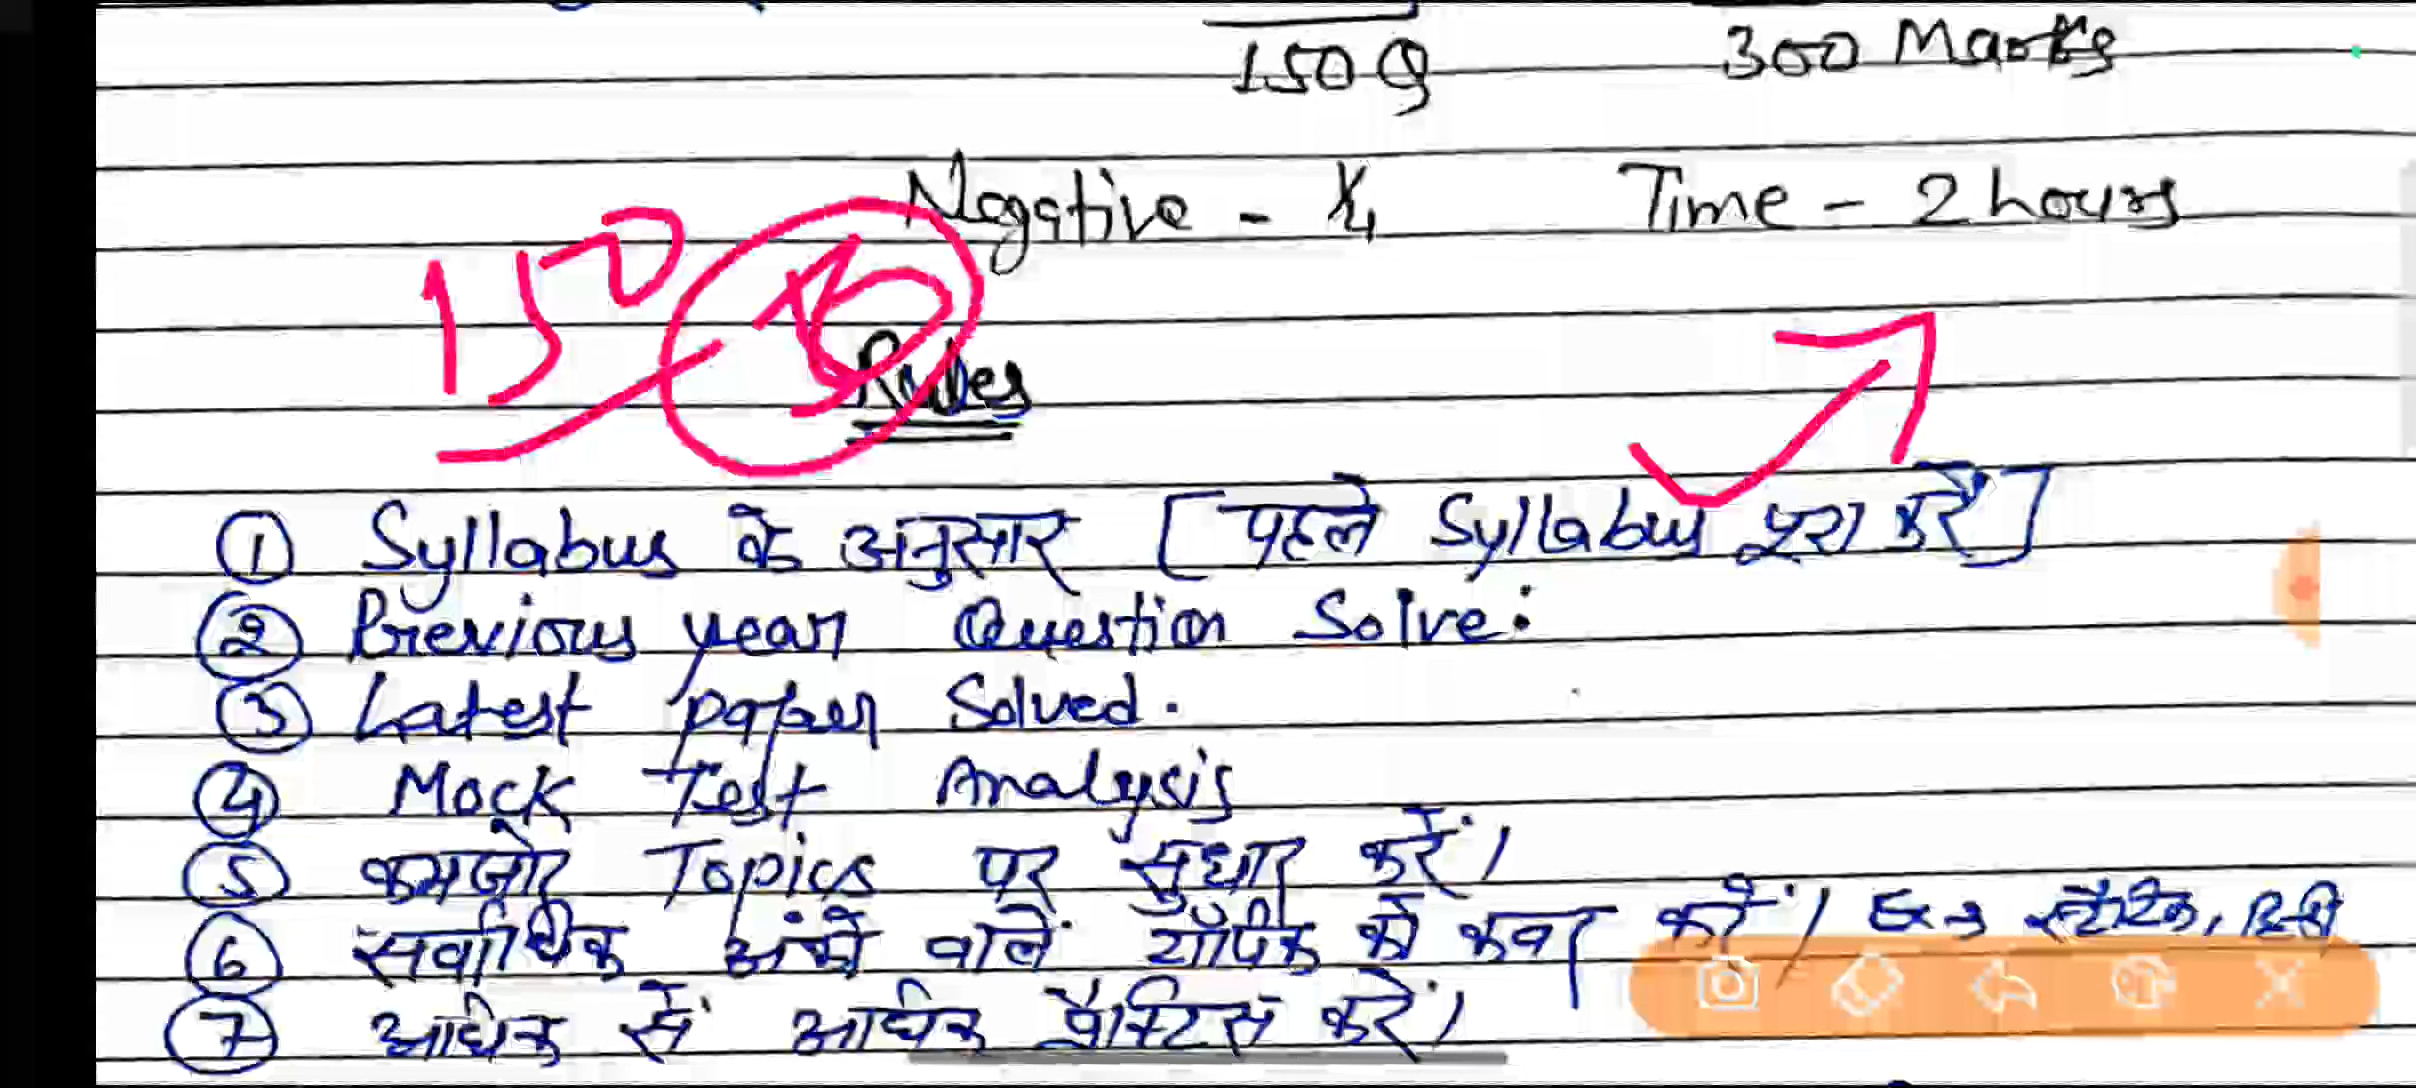 150 Q 300 Marks
Negative - 1/4 Time - 2 hours
150
Rules
① Syllabus के अनुसार [पहले Syllabus पूरा करें]
② Previous year Question Solve:
③ Latest paper Solved.
④ Mock Test Analysis
⑤ कमजोर Topics पर सुधार करें।
⑥ सर्वाधिक अंको वाले टॉपिक को कवर करें। Ex → स्टैटिक, हिन्दी
⑦ अधिक से अधिक प्रैक्टिस करें।